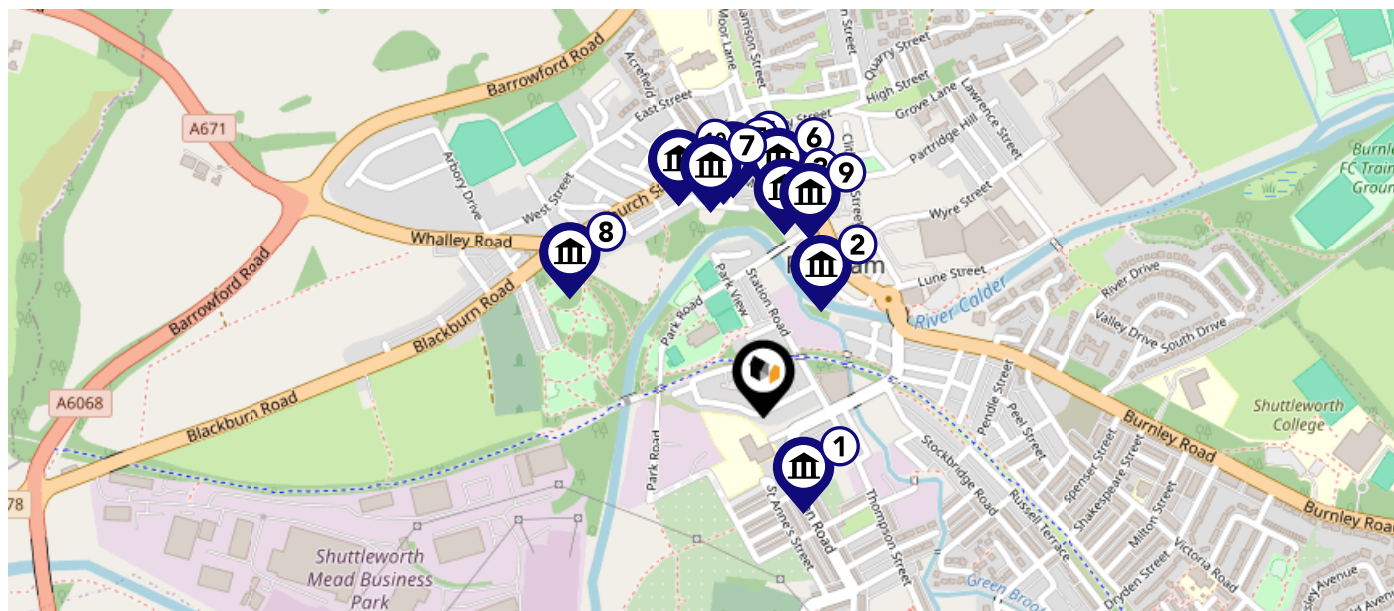 Barrowford Road
A671
Acrefield
Moor Lane
East Street
Quarry Street
High Street
Grove Lane
Partridge Hill
Lawrence Street
Arbory Drive
West Street
Whalley Road
Wyre Street
Lune Street
River Calder
River Drive
Valley Drive
South Drive
Barrowford Road
Blackburn Road
Park View
Station Road
Park Road
6
7
9
8
2
A6068
Blackburn Road
Park Road
1
Pendle Street
Peel Street
Burnley Road
Shuttleworth
College
Stockbridge Road
Spenser Street
Shakespeare Street
Milton Street
Russell Terrace
Burnley Road
78
St Anne's Street
Thompson Street
Victoria Road
Dryden Street
Shuttleworth
Mead Business
Park
Green Brook